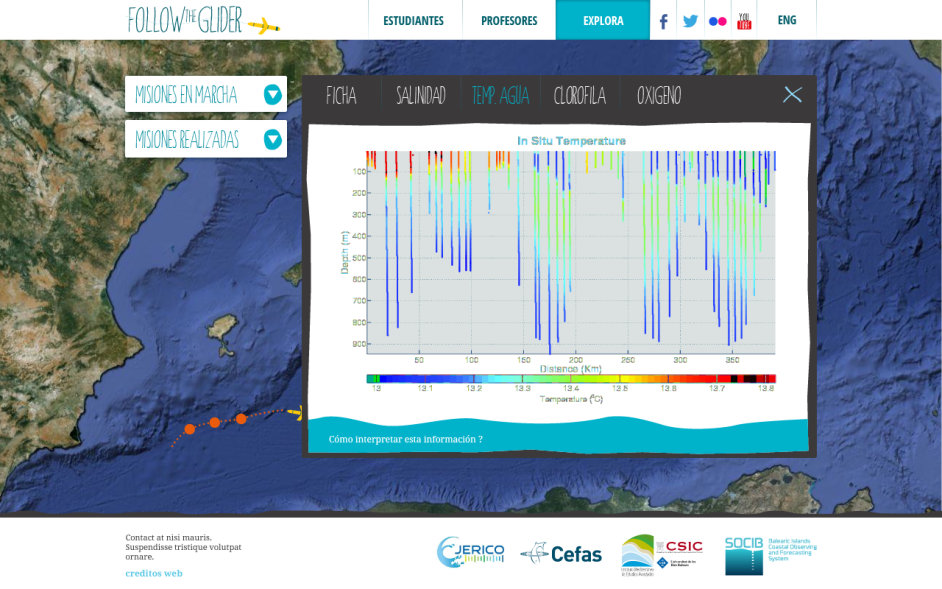 FOLLOW THE GLIDER
ESTUDIANTES
PROFESORES
EXPLORA
YOU
ENG
MISIONES EN MARCHA
MISIONES REALIZADAS
FICHA
SALINIDAD
TEMP. AGUA
CLOROFILA
OXIGENO
In Situ Temperature
Depth (m)
100
200
300
400
500
600
700
800
900
50
100
150
200
250
300
350
Distance (Km)
13
13.1
13.2
13.3
13.4
13.5
13.6
13.7
13.8
Temperature (°C)
Cómo interpretar esta información ?
Contact at nisi mauris.
Suspendisse tristique volutpat
ornare.
creditos web
JERICO
Cefas
CSIC
SOCIB
Balearic Islands
Coastal Observing
and Forecasting
System